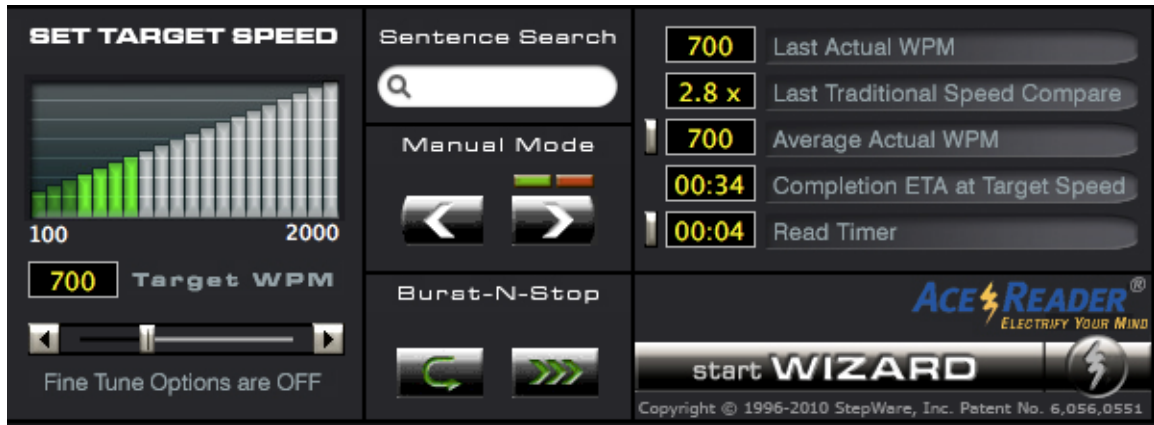 SET TARGET SPEED
100 2000
700 Target WPM
Fine Tune Options are OFF
Sentence Search
Manual Mode
Burst-N-Stop
700 Last Actual WPM
2.8 x Last Traditional Speed Compare
700 Average Actual WPM
00:34 Completion ETA at Target Speed
00:04 Read Timer
ACE READER®
ELECTRIFY YOUR MIND
start WIZARD
Copyright © 1996-2010 StepWare, Inc. Patent No. 6,056,0551